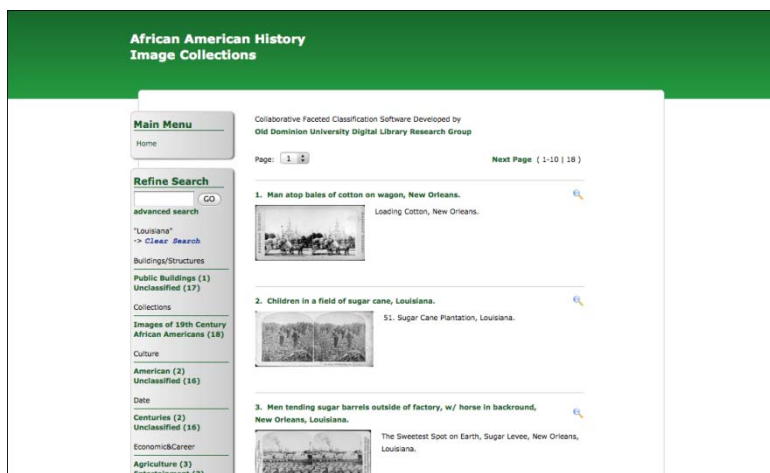 African American History
Image Collections
Main Menu
Home
Refine Search
GO
advanced search
"Louisiana"
-> Clear Search
Buildings/Structures
Public Buildings (1)
Unclassified (17)
Collections
Images of 19th Century
African Americans (18)
Culture
American (2)
Unclassified (16)
Date
Centuries (2)
Unclassified (16)
Economic&Career
Agriculture (3)
Collaborative Faceted Classification Software Developed by
Old Dominion University Digital Library Research Group
Page: 1
Next Page ( 1-10 | 18 )
1. Man atop bales of cotton on wagon, New Orleans.
Loading Cotton, New Orleans.
2. Children in a field of sugar cane, Louisiana.
51. Sugar Cane Plantation, Louisiana.
3. Men tending sugar barrels outside of factory, w/ horse in backround,
New Orleans, Louisiana.
The Sweetest Spot on Earth, Sugar Levee, New Orleans,
Louisiana.